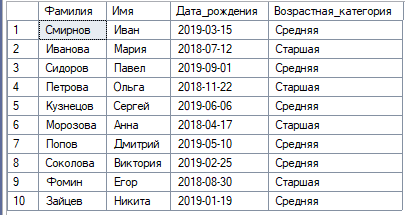 Фамилия Имя Дата_рождения Возрастная_категория
1 Смирнов Иван 2019-03-15 Средняя
2 Иванова Мария 2018-07-12 Старшая
3 Сидоров Павел 2019-09-01 Средняя
4 Петрова Ольга 2018-11-22 Старшая
5 Кузнецов Сергей 2019-06-06 Средняя
6 Морозова Анна 2018-04-17 Старшая
7 Попов Дмитрий 2019-05-10 Средняя
8 Соколова Виктория 2019-02-25 Средняя
9 Фомин Егор 2018-08-30 Старшая
10 Зайцев Никита 2019-01-19 Средняя